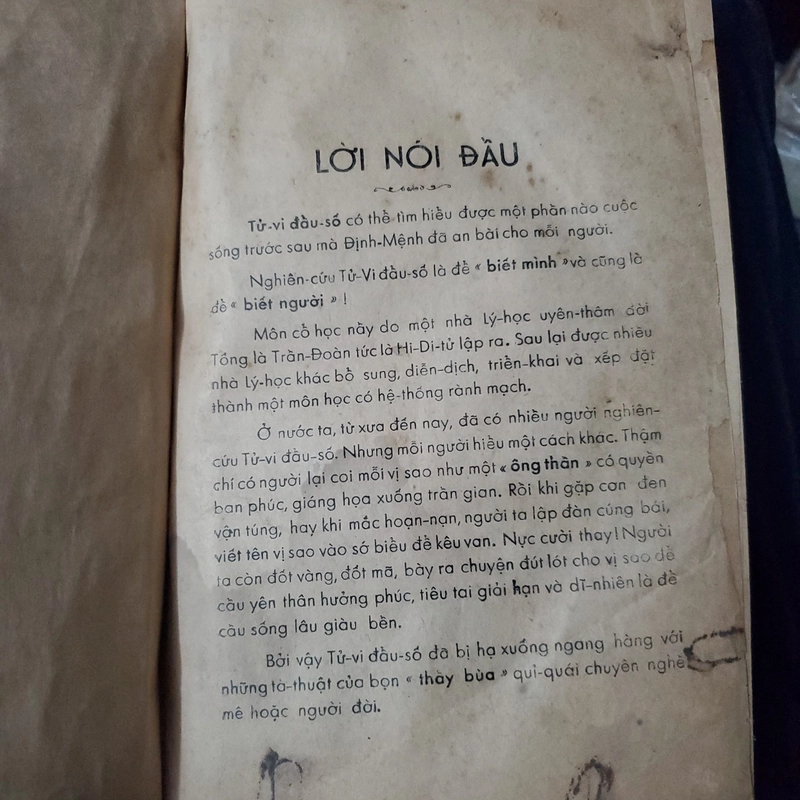 LỜI NÓI ĐẦU
Tử-vi đầu-số có thể tìm hiểu được một phần nào cuộc
sống trước sau mà Định-Mệnh đã an bài cho mỗi người.
Nghiên-cứu Tử-Vi đầu-số là để « biết mình » và cũng là
để « biết người » !
Môn cổ học này do một nhà Lý-học uyên-thâm đời
Tống là Trần-Đoàn tức là Hi-Di-tử lập ra. Sau lại được nhiều
nhà Lý-học khác bổ sung, diễn-dịch, triển-khai và xếp đặt
thành một môn học có hệ-thống rành mạch.
Ở nước ta, từ xưa đến nay, đã có nhiều người nghiên-
cứu Tử-vi đầu-số. Nhưng mỗi người hiểu một cách khác. Thậm
chí có người lại coi mỗi vị sao như một « ông thần » có quyền
ban phúc, giáng họa xuống trần gian. Rồi khi gặp cơn đen
vận túng, hay khi mắc hoạn-nạn, người ta lập đàn cúng bái,
viết tên vị sao vào sớ biểu để kêu van. Nực cười thay! Người
ta còn đốt vàng, đốt mã, bày ra chuyện đút lót cho vị sao để
cầu yên thân hưởng phúc, tiêu tai giải hạn và dĩ-nhiên là để
cầu sống lâu giàu bền.
Bởi vậy Tử-vi đầu-số đã bị hạ xuống ngang hàng với
những tà-thuật của bọn « thày bùa » quỉ-quái chuyên nghề
mê hoặc người đời.